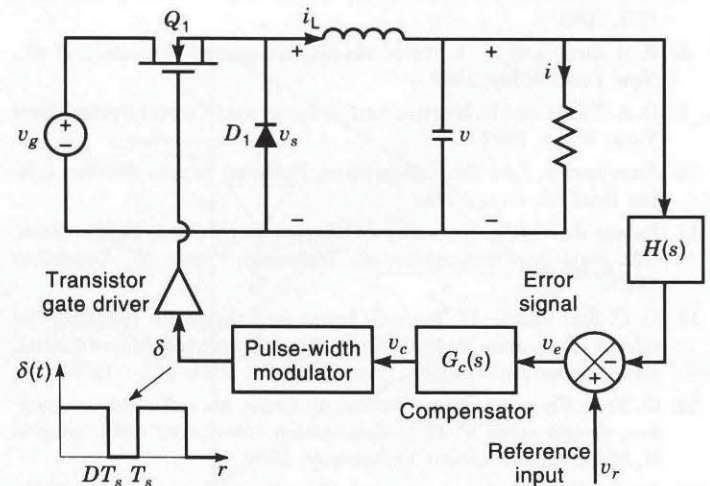 Q1
iL
+
+
i
vg
+
−
D1
vs
v
−
−
H(s)
Transistor
gate driver
Error
signal
δ
Pulse-width
modulator
vc
Gc(s)
ve
−
+
Compensator
δ(t)
DTs
Ts
r
Reference
input
vr